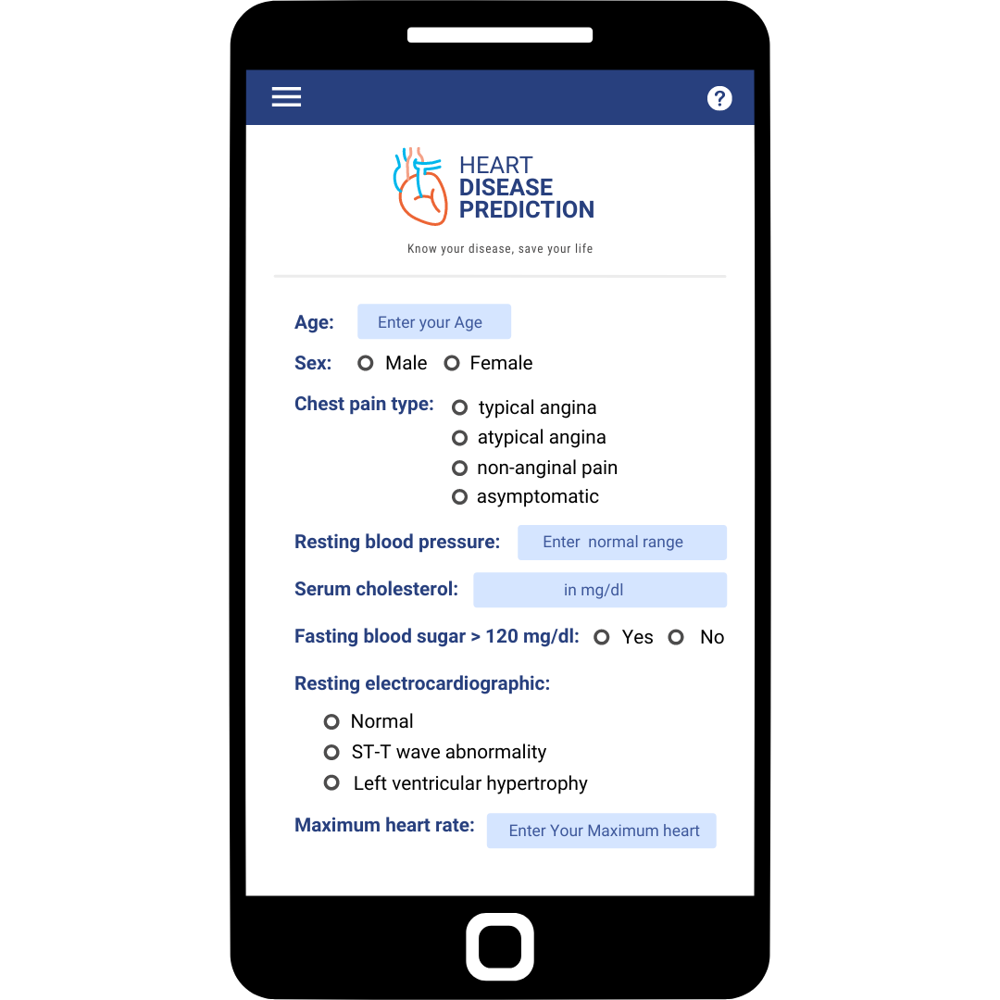 ?
HEART
DISEASE
PREDICTION
Know your disease, save your life
Age: Enter your Age
Sex: Male Female
Chest pain type: typical angina
atypical angina
non-anginal pain
asymptomatic
Resting blood pressure: Enter normal range
Serum cholesterol: in mg/dl
Fasting blood sugar > 120 mg/dl: Yes No
Resting electrocardiographic:
Normal
ST-T wave abnormality
Left ventricular hypertrophy
Maximum heart rate: Enter Your Maximum heart